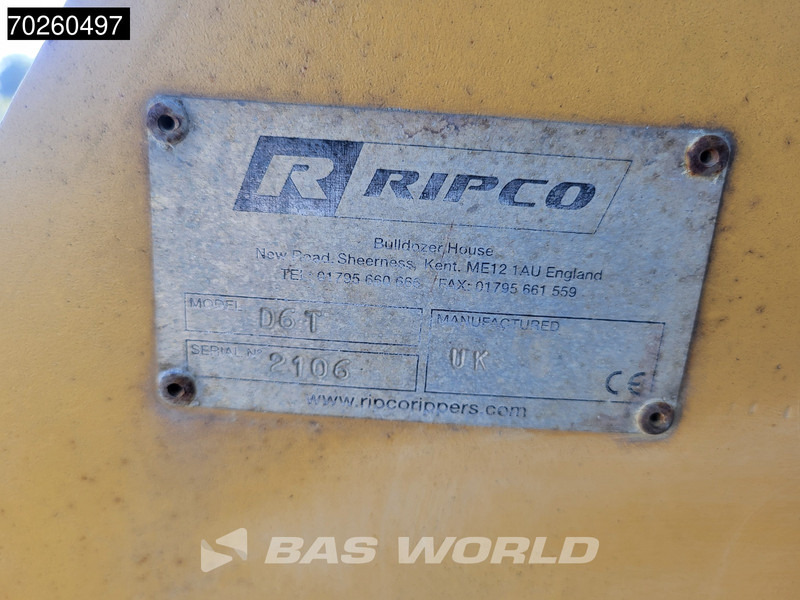 70260497
R RIPCO
Bulldozer House
New Road, Sheerness, Kent. ME12 1AU England
TEL: 01795 660 666 /FAX: 01795 661 559
MODEL D6T
MANUFACTURED
UK
SERIAL Nº 2106
CE
www.ripcorippers.com
BAS WORLD